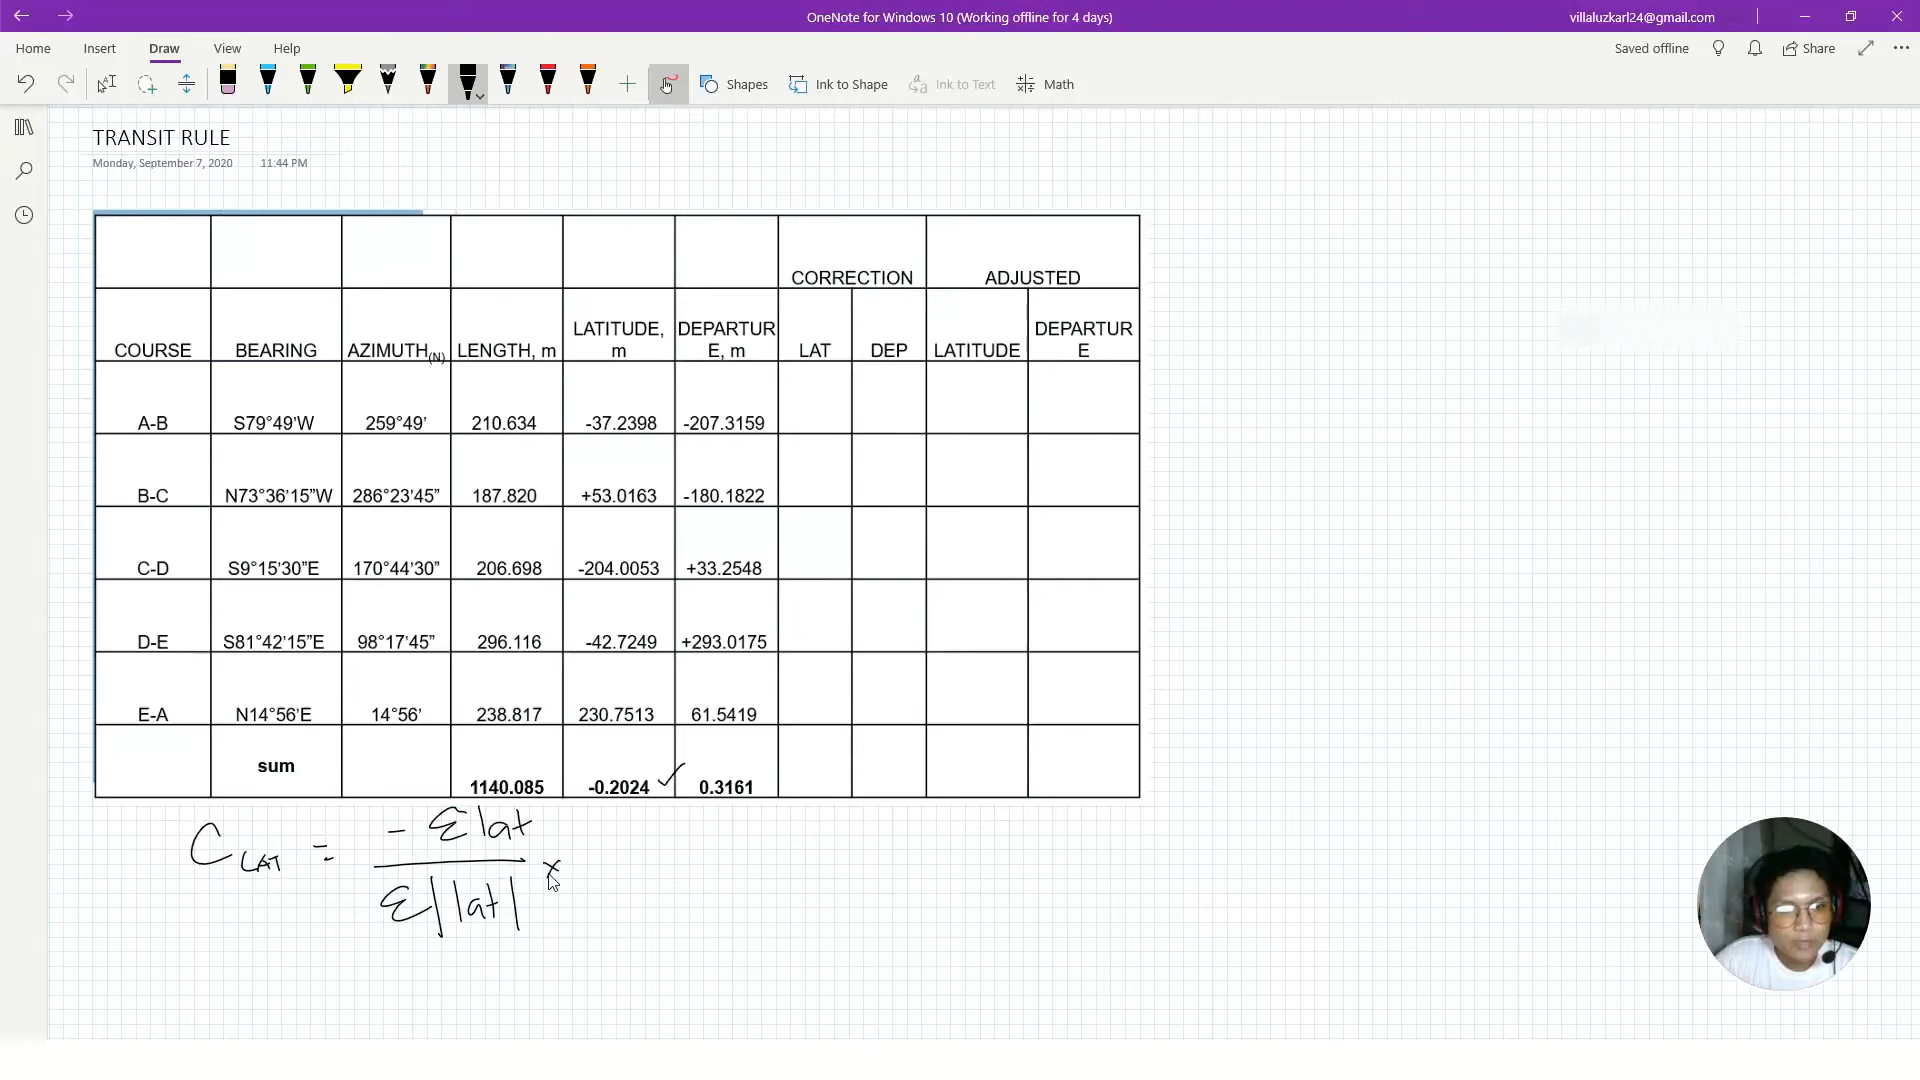 OneNote for Windows 10 (Working offline for 4 days)
villaluzkarl24@gmail.com
Home Insert Draw View Help
Saved offline Share
Shapes Ink to Shape Ink to Text Math
TRANSIT RULE
Monday, September 7, 2020 11:44 PM
CORRECTION ADJUSTED
COURSE BEARING AZIMUTH(N) LENGTH, m LATITUDE, m DEPARTURE, m LAT DEP LATITUDE DEPARTURE
A-B S79°49'W 259°49' 210.634 -37.2398 -207.3159
B-C N73°36'15”W 286°23'45” 187.820 +53.0163 -180.1822
C-D S9°15'30”E 170°44'30” 206.698 -204.0053 +33.2548
D-E S81°42'15”E 98°17'45” 296.116 -42.7249 +293.0175
E-A N14°56'E 14°56' 238.817 230.7513 61.5419
sum 1140.085 -0.2024 ✓ 0.3161
- Σlat
C LAT = ×
Σ|lat|